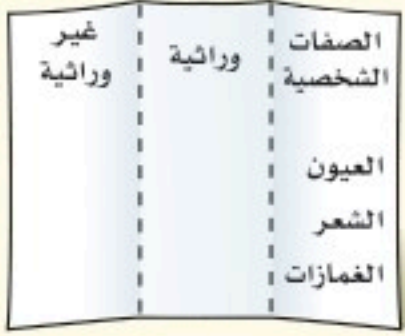 الصفات
الشخصية
العيون
الشعر
الغمازات
وراثية
غير
وراثية